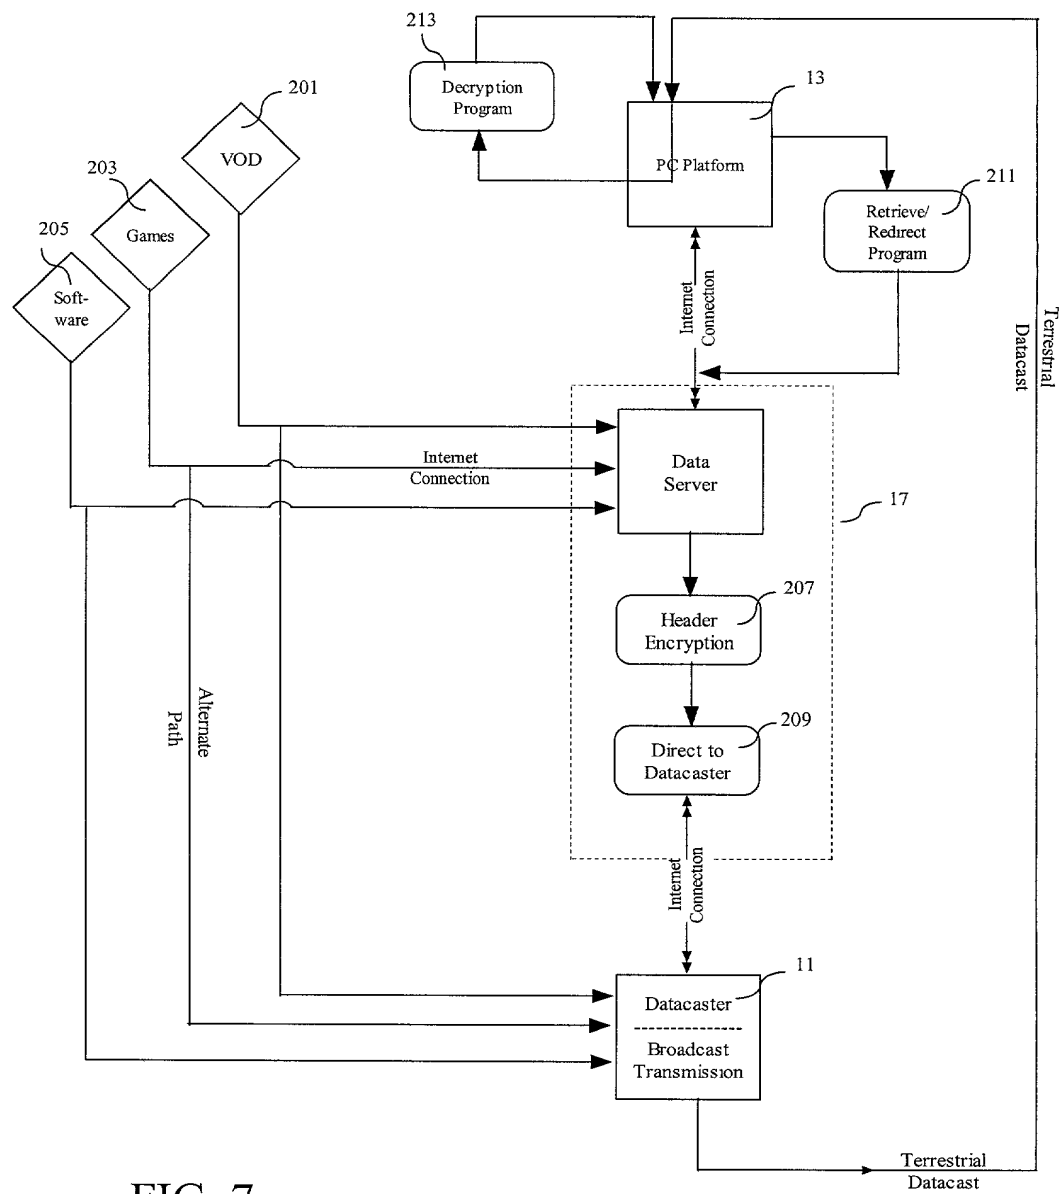 213
Decryption
Program
13
201
VOD
PC Platform
203
211
Retrieve/
Redirect
Program
205
Games
Soft-
ware
Internet
Connection
Terrestrial
Datacast
Internet
Connection
Data
Server
17
207
Header
Encryption
Alternate
Path
209
Direct to
Datacaster
Internet
Connection
11
Datacaster
Broadcast
Transmission
Terrestrial
Datacast
FIG. 7